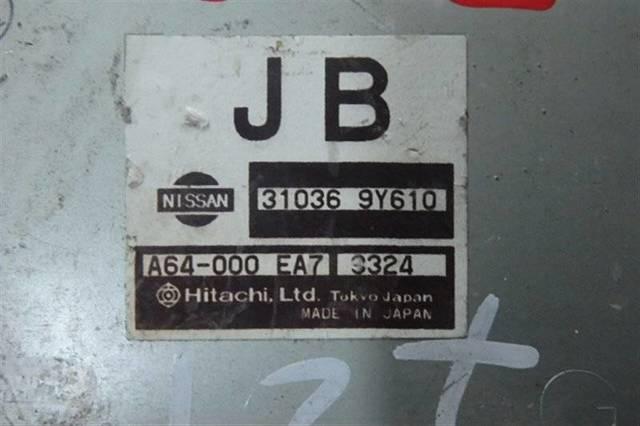 JB
NISSAN 31036 9Y610
A64-000 EA7 3324
Hitachi, Ltd. Tokyo Japan
MADE IN JAPAN